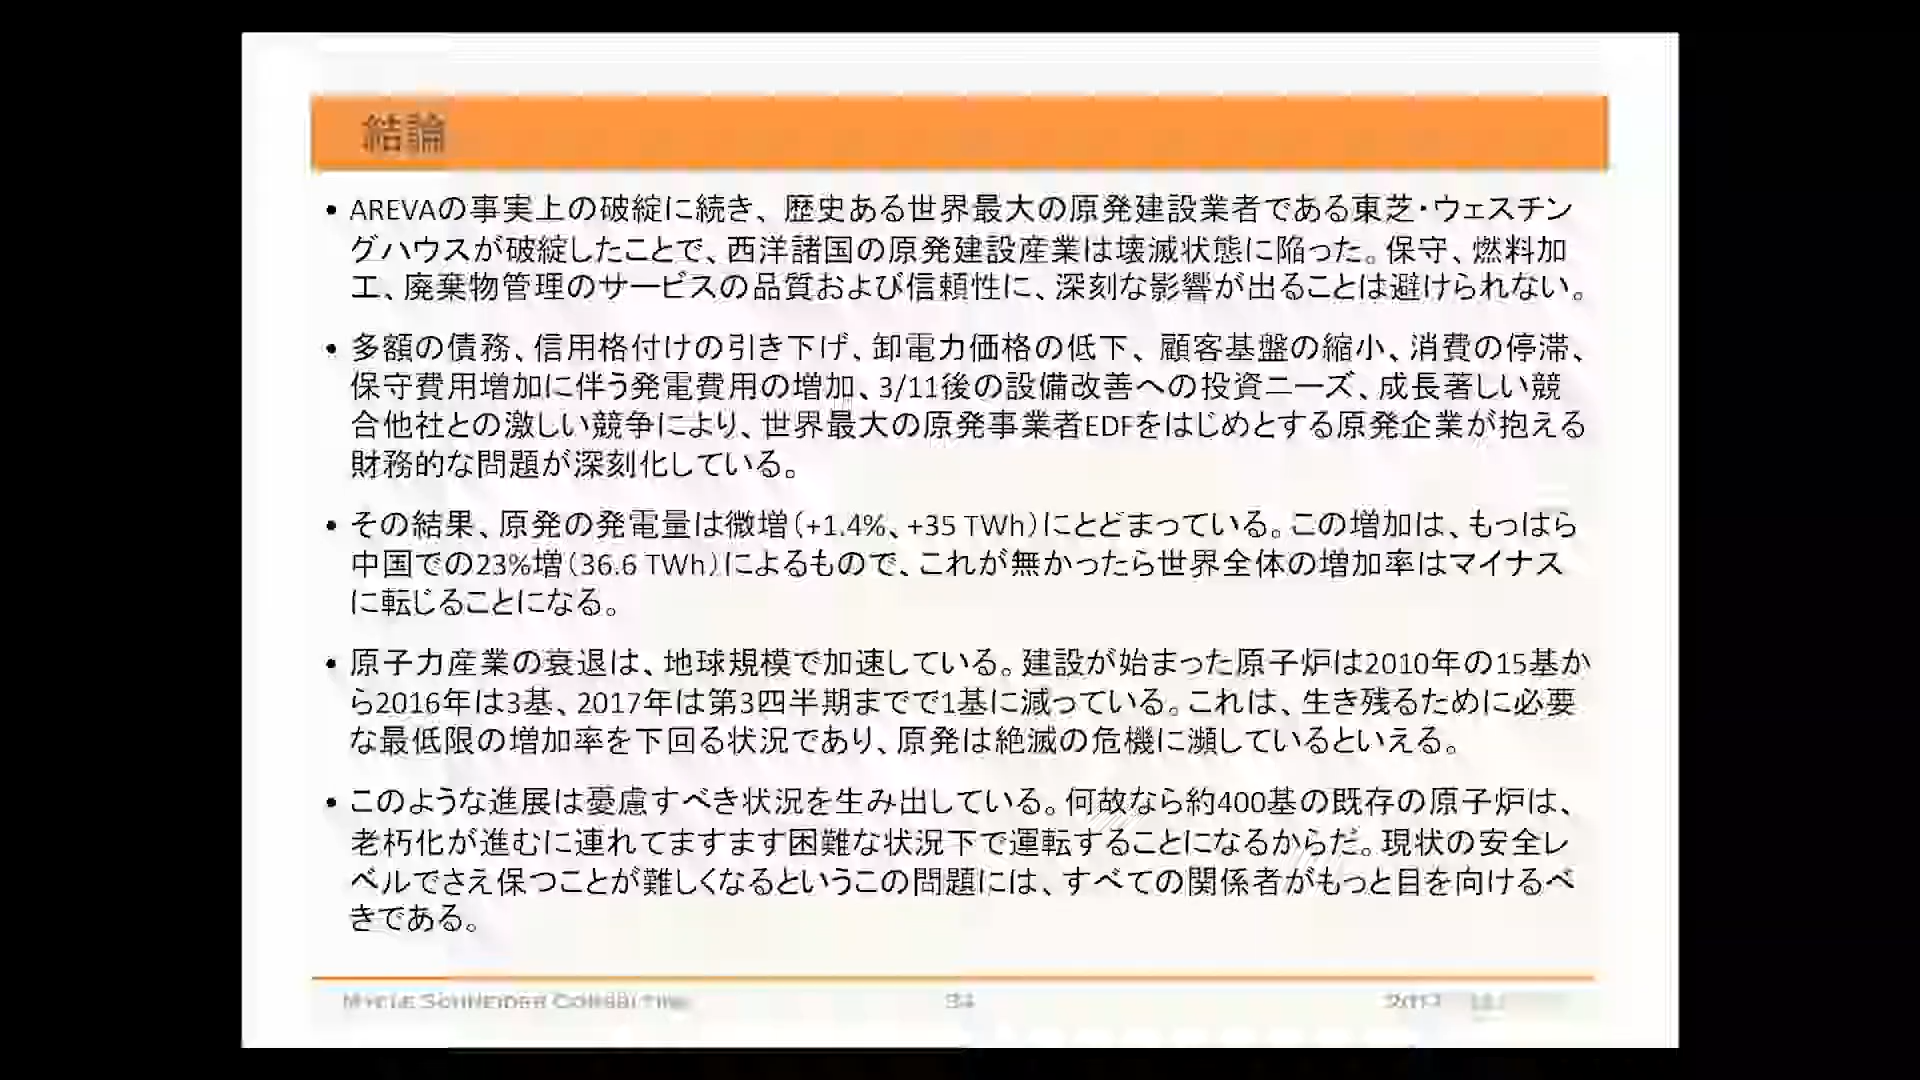 結論
• AREVAの事実上の破綻に続き、歴史ある世界最大の原発建設業者である東芝・ウェスチン
グハウスが破綻したことで、西洋諸国の原発建設産業は壊滅状態に陥った。保守、燃料加
工、廃棄物管理のサービスの品質および信頼性に、深刻な影響が出ることは避けられない。
• 多額の債務、信用格付けの引き下げ、卸電力価格の低下、顧客基盤の縮小、消費の停滞、
保守費用増加に伴う発電費用の増加、3/11後の設備改善への投資ニーズ、成長著しい競
合他社との激しい競争により、世界最大の原発事業者EDFをはじめとする原発企業が抱える
財務的な問題が深刻化している。
• その結果、原発の発電量は微増（+1.4%、+35 TWh）にとどまっている。この増加は、もっぱら
中国での23%増（36.6 TWh）によるもので、これが無かったら世界全体の増加率はマイナス
に転じることになる。
• 原子力産業の衰退は、地球規模で加速している。建設が始まった原子炉は2010年の15基か
ら2016年は3基、2017年は第3四半期までで1基に減っている。これは、生き残るために必要
な最低限の増加率を下回る状況であり、原発は絶滅の危機に瀕しているといえる。
• このような進展は憂慮すべき状況を生み出している。何故なら約400基の既存の原子炉は、
老朽化が進むに連れてますます困難な状況下で運転することになるからだ。現状の安全レ
ベルでさえ保つことが難しくなるというこの問題には、すべての関係者がもっと目を向けるべ
きである。
Mycle Schneider Consulting